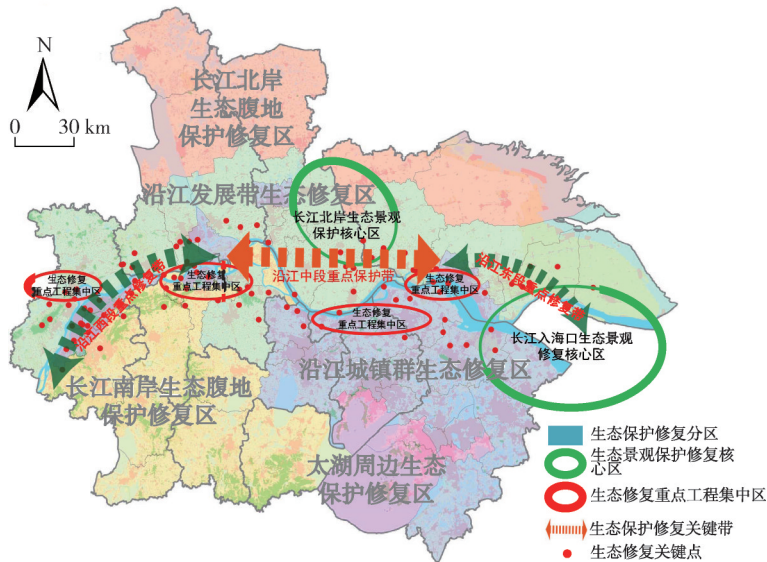 N
0 30 km
长江北岸
生态腹地
保护修复区
沿江发展带生态修复区
长江北岸生态景观
保护核心区
生态修复
重点工程集中区
沿江西段重点修复带
生态修复
重点工程集中区
沿江中段重点保护带
生态修复
重点工程集中区
沿江东段重点修复带
生态修复
重点工程集中区
长江入海口生态景观
修复核心区
沿江城镇群生态修复区
长江南岸生态腹地
保护修复区
太湖周边生态
保护修复区
生态保护修复分区
生态景观保护修复核
心区
生态修复重点工程集中区
生态保护修复关键带
生态修复关键点